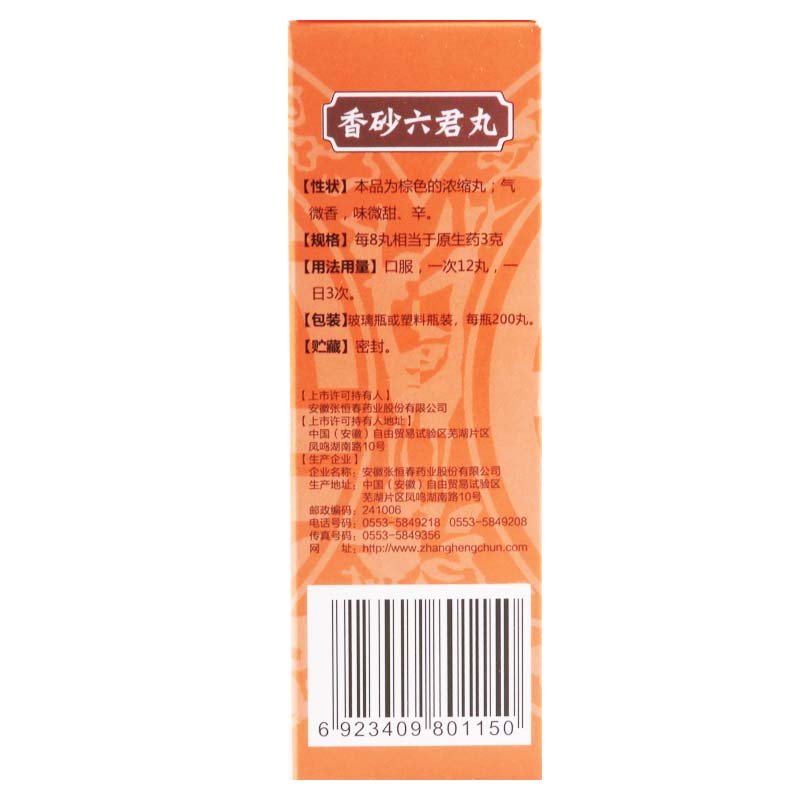 香砂六君丸
【性状】本品为棕色的浓缩丸；气
微香，味微甜、辛。
【规格】每8丸相当于原生药3克
【用法用量】口服，一次12丸，一
日3次。
【包装】玻璃瓶或塑料瓶装，每瓶200丸。
【贮藏】密封。
【上市许可持有人】
安徽张恒春药业股份有限公司
【上市许可持有人地址】
中国（安徽）自由贸易试验区芜湖片区
凤鸣湖南路10号
【生产企业】
企业名称：安徽张恒春药业股份有限公司
生产地址：中国（安徽）自由贸易试验区
芜湖片区凤鸣湖南路10号
邮政编码：241006
电话号码：0553-5849218 0553-5849208
传真号码：0553-5849356
网 址：http://www.zhanghengchun.com
6 923409 801150